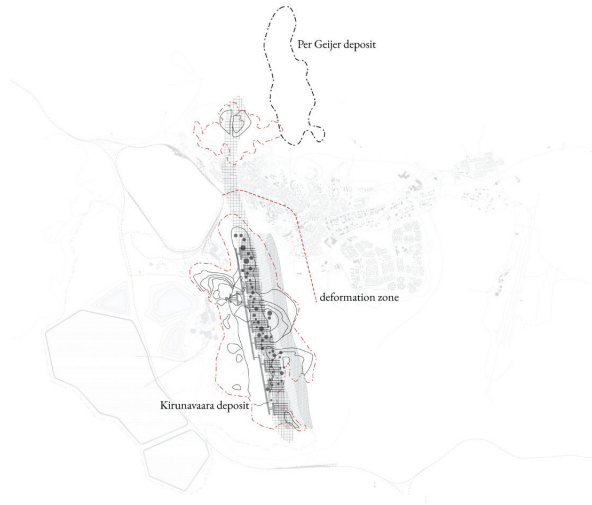 Per Geijer deposit
deformation zone
Kirunavaara deposit